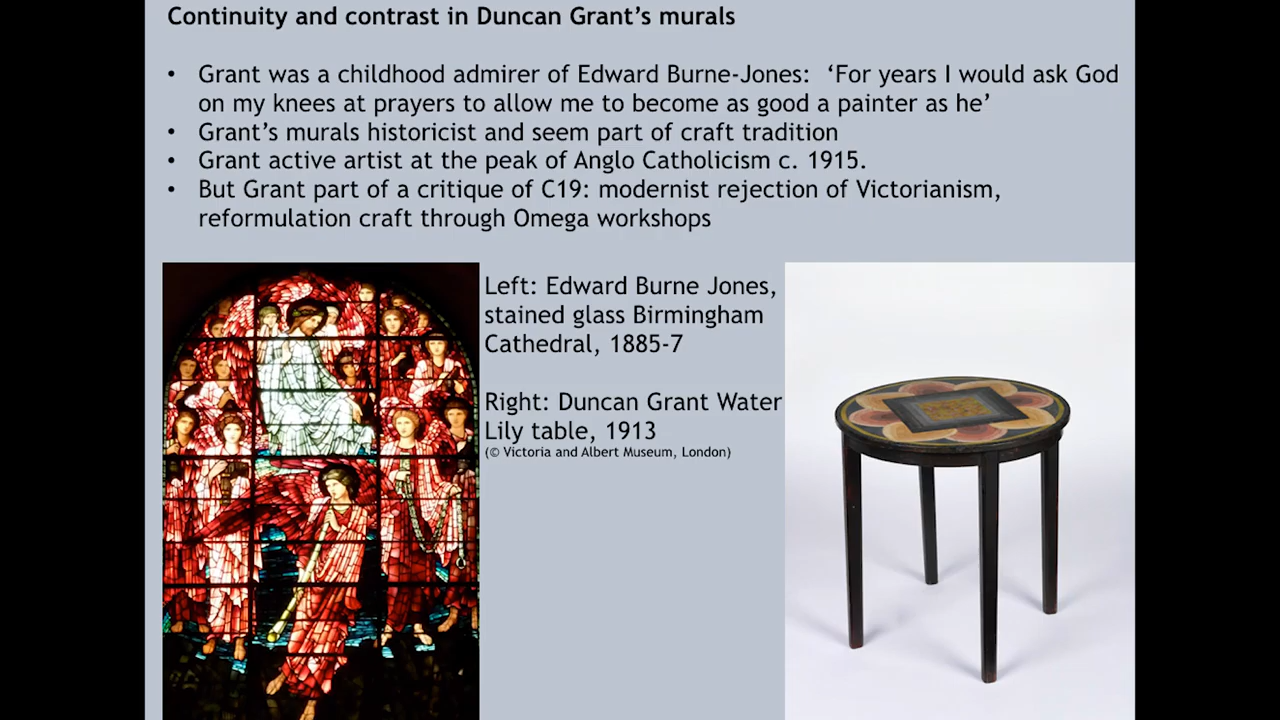 Continuity and contrast in Duncan Grant's murals
• Grant was a childhood admirer of Edward Burne-Jones: ‘For years I would ask God
on my knees at prayers to allow me to become as good a painter as he’
• Grant’s murals historicist and seem part of craft tradition
• Grant active artist at the peak of Anglo Catholicism c. 1915.
• But Grant part of a critique of C19: modernist rejection of Victorianism,
reformulation craft through Omega workshops
Left: Edward Burne Jones,
stained glass Birmingham
Cathedral, 1885-7
Right: Duncan Grant Water
Lily table, 1913
(© Victoria and Albert Museum, London)